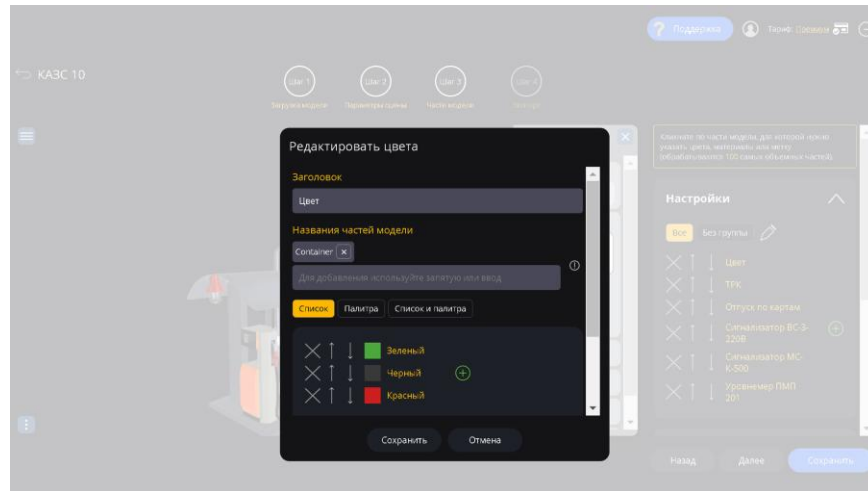 ? Поддержка
Тариф: Премиум
КАЗС 10
Шаг 1
Шаг 2
Шаг 3
Шаг 4
Загрузка модели
Параметры сцены
Части модели
Кликните по части модели, для которой нужно
указать цвета, материалы или метку
(обрабатываются 100 самых объемных частей).
Настройки
Все
Без группы
Цвет
ТРК
Отпуск по картам
Сигнализатор ВС-3-
220В
Сигнализатор МС-
К-500
Уровнемер ПМП
201
Назад
Далее
Сохранить
Редактировать цвета
Заголовок
Цвет
Названия частей модели
Container ×
Для добавления используйте запятую или ввод
Список
Палитра
Список и палитра
Зеленый
Черный
Красный
Сохранить
Отмена